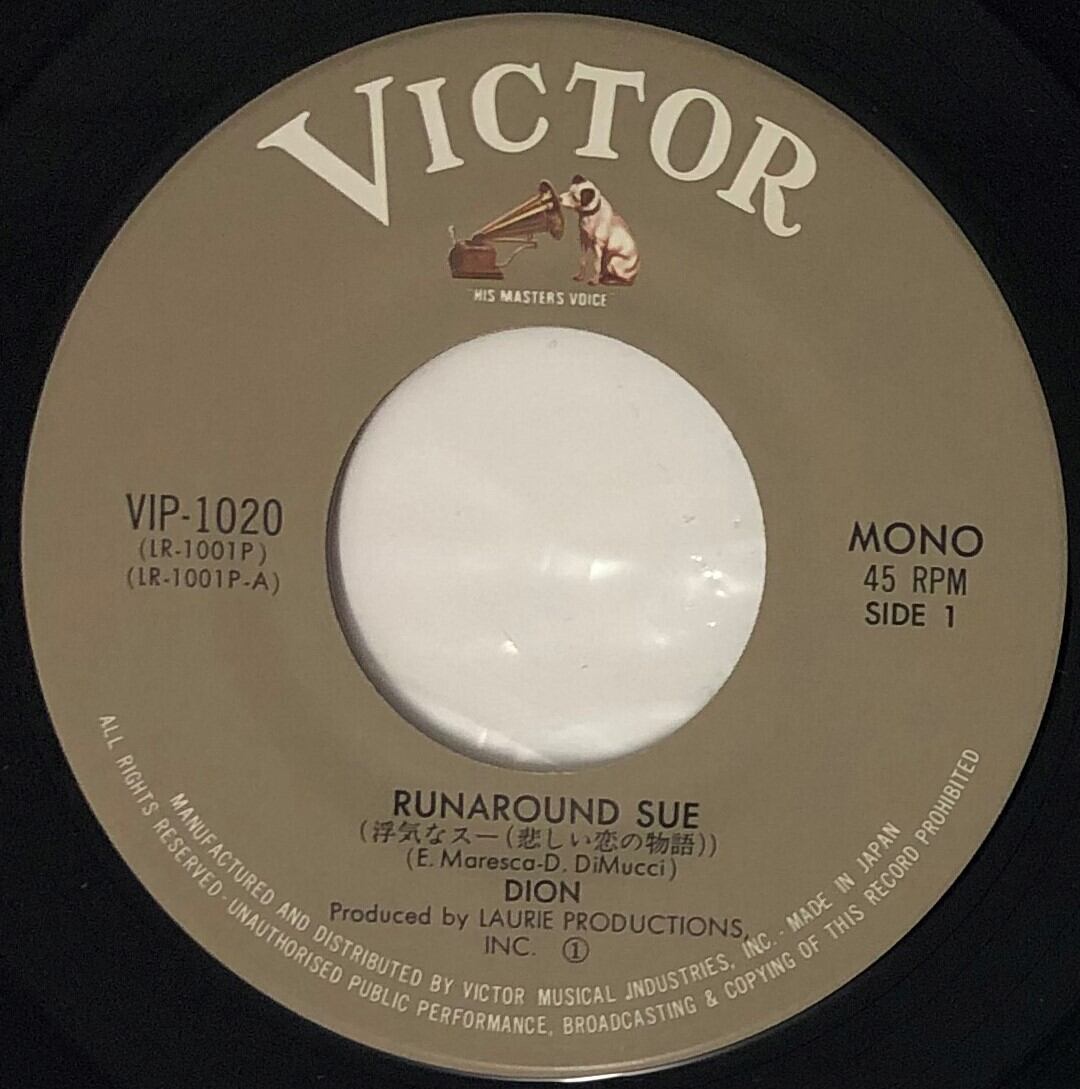 VICTOR
"HIS MASTER'S VOICE"
VIP-1020
(LR-1001P)
(LR-1001P-A)
MONO
45 RPM
SIDE 1
RUNAROUND SUE
(浮気なスー(悲しい恋の物語))
(E. Maresca-D. DiMucci)
DION
Produced by LAURIE PRODUCTIONS,
INC. ①
MANUFACTURED AND DISTRIBUTED BY VICTOR MUSICAL JNDUSTRIES, INC. - MADE IN JAPAN
ALL RIGHTS RESERVED - UNAUTHORISED PUBLIC PERFORMANCE, BROADCASTING & COPYING OF THIS RECORD PROHIBITED